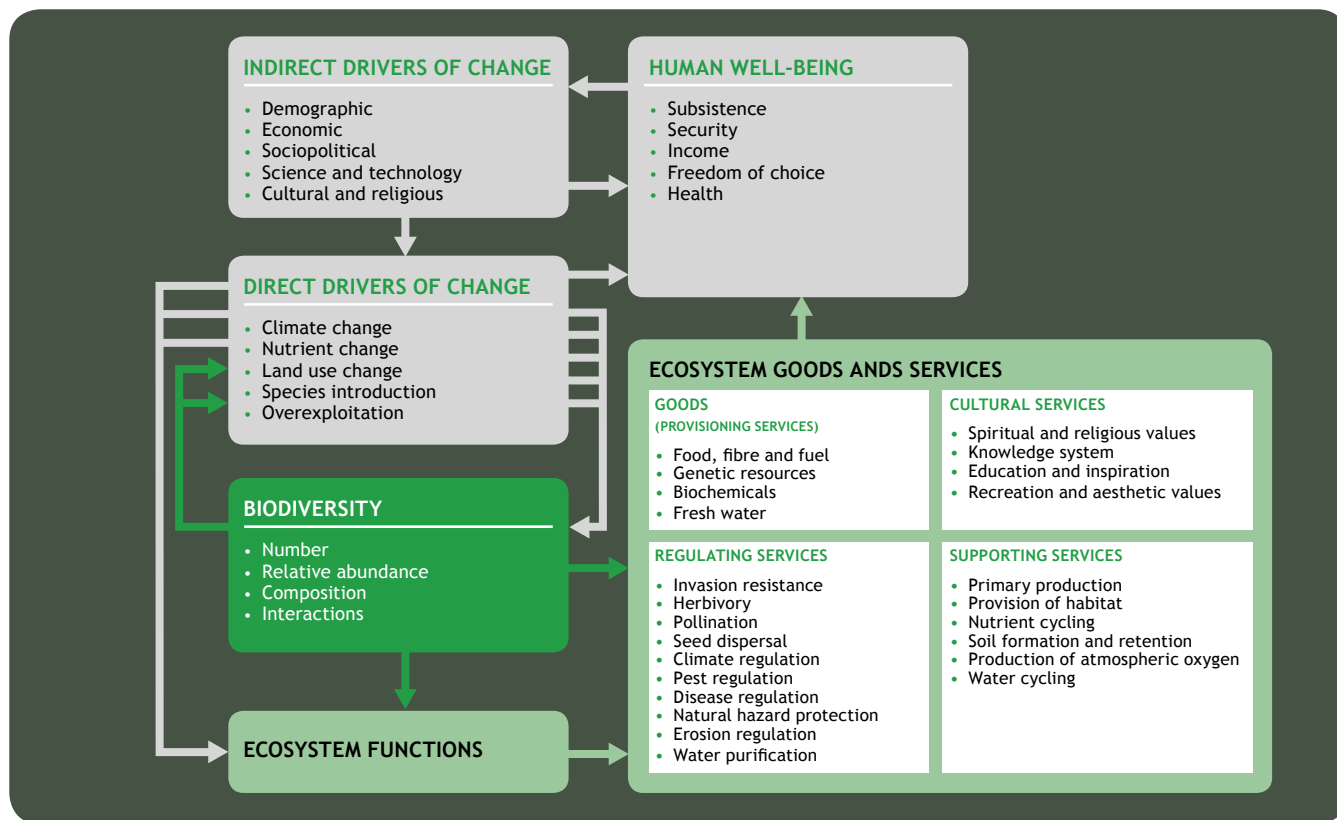 INDIRECT DRIVERS OF CHANGE
• Demographic
• Economic
• Sociopolitical
• Science and technology
• Cultural and religious
HUMAN WELL-BEING
• Subsistence
• Security
• Income
• Freedom of choice
• Health
DIRECT DRIVERS OF CHANGE
• Climate change
• Nutrient change
• Land use change
• Species introduction
• Overexploitation
BIODIVERSITY
• Number
• Relative abundance
• Composition
• Interactions
ECOSYSTEM FUNCTIONS
ECOSYSTEM GOODS ANDS SERVICES
GOODS
(PROVISIONING SERVICES)
• Food, fibre and fuel
• Genetic resources
• Biochemicals
• Fresh water
CULTURAL SERVICES
• Spiritual and religious values
• Knowledge system
• Education and inspiration
• Recreation and aesthetic values
REGULATING SERVICES
• Invasion resistance
• Herbivory
• Pollination
• Seed dispersal
• Climate regulation
• Pest regulation
• Disease regulation
• Natural hazard protection
• Erosion regulation
• Water purification
SUPPORTING SERVICES
• Primary production
• Provision of habitat
• Nutrient cycling
• Soil formation and retention
• Production of atmospheric oxygen
• Water cycling